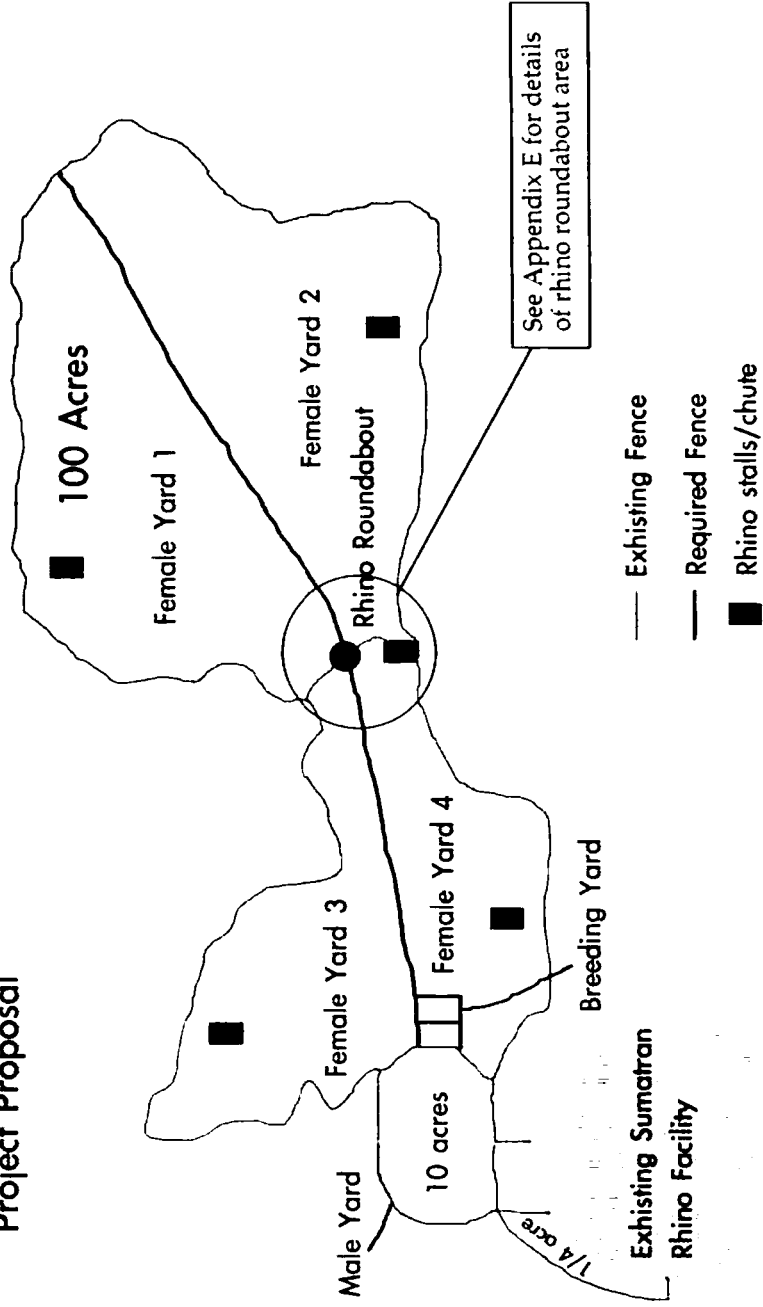 Project Proposal
100 Acres
Female Yard 1
Female Yard 2
Rhino Roundabout
See Appendix E for details
of rhino roundabout area
Female Yard 3
Female Yard 4
Breeding Yard
Male Yard
10 acres
1/4 acre
Exhisting Sumatran
Rhino Facility
Exhisting Fence
Required Fence
Rhino stalls/chute